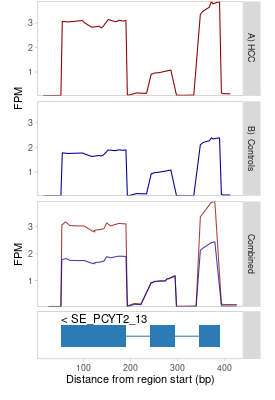 3
2
1
A) HCC
FPM
3
2
1
B) Controls
3
2
1
FPM
Combined
< SE_PCYT2_13
100 200 300 400
Distance from region start (bp)